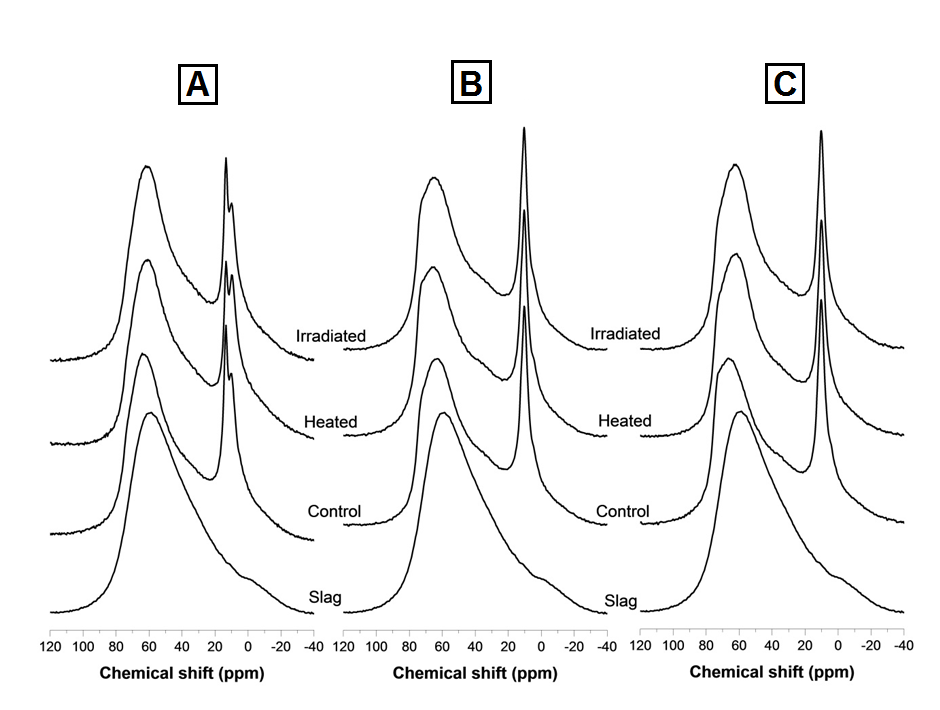 A
B
C
Irradiated
Irradiated
Heated
Heated
Control
Control
Slag
Slag
120 100 80 60 40 20 0 -20 -40
120 100 80 60 40 20 0 -20 -40
120 100 80 60 40 20 0 -20 -40
Chemical shift (ppm)
Chemical shift (ppm)
Chemical shift (ppm)